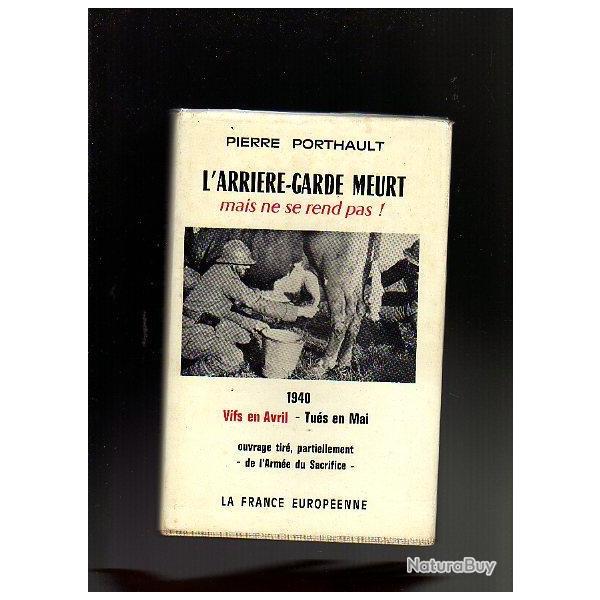 PIERRE PORTHAULT
L'ARRIERE-GARDE MEURT
mais ne se rend pas !
1940
Vifs en Avril - Tués en Mai
ouvrage tiré, partiellement
- de l'Armée du Sacrifice -
LA FRANCE EUROPEENNE
NaturaBuy